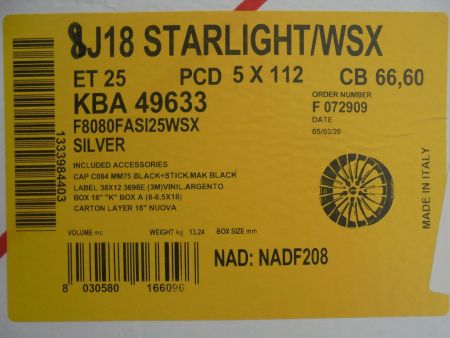 8J18 STARLIGHT/WSX
ET 25 PCD 5 X 112 CB 66,60
KBA 49633
F8080FASI25WSX
SILVER
ORDER NUMBER
F 072909
DATE
05/03/20
INCLUDED ACCESSORIES
CAP C084 MM75 BLACK+STICK.MAK BLACK
LABEL 38X12 3698E (3M)VINIL.ARGENTO
BOX 18" "K" BOX A (8-8.5X18)
CARTON LAYER 18" NUOVA
VOLUME mc WEIGHT kg 13,24 BOX SIZE mm
NAD: NADF208
8 030580 166096
1333984403
MADE IN ITALY